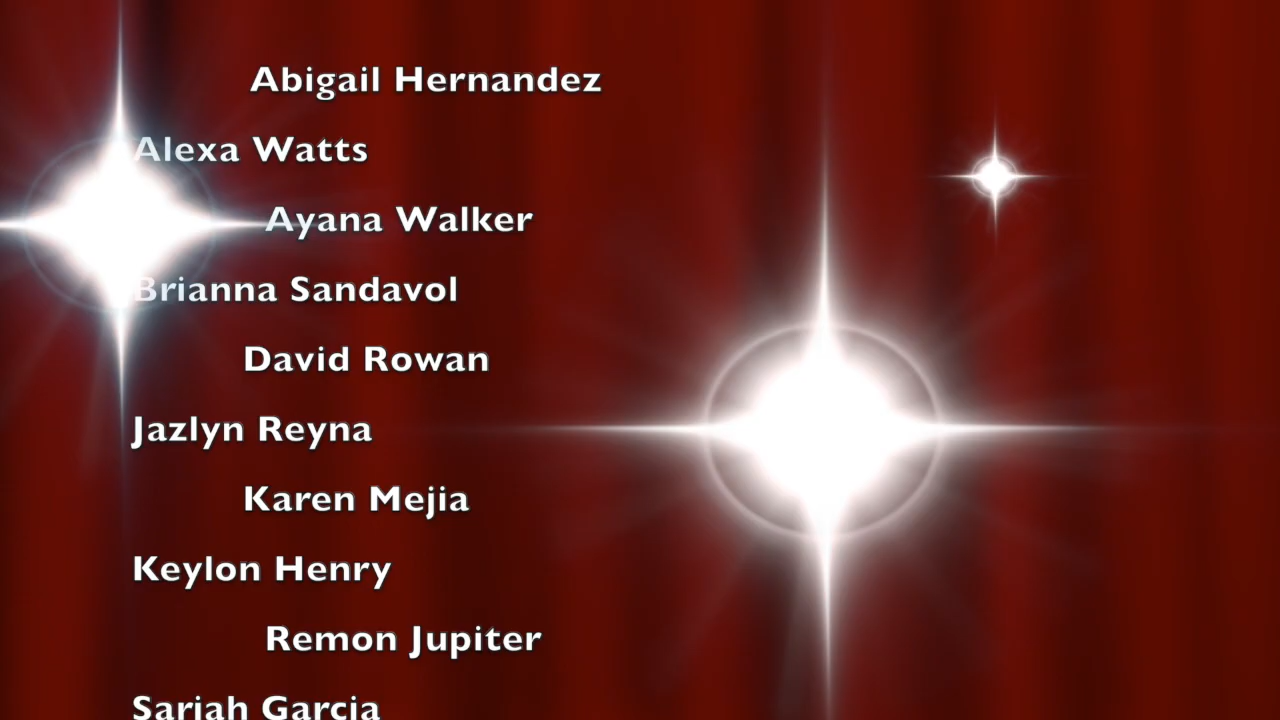 Abigail Hernandez
Alexa Watts
Ayana Walker
Brianna Sandavol
David Rowan
Jazlyn Reyna
Karen Mejia
Keylon Henry
Remon Jupiter
Sariah Garcia